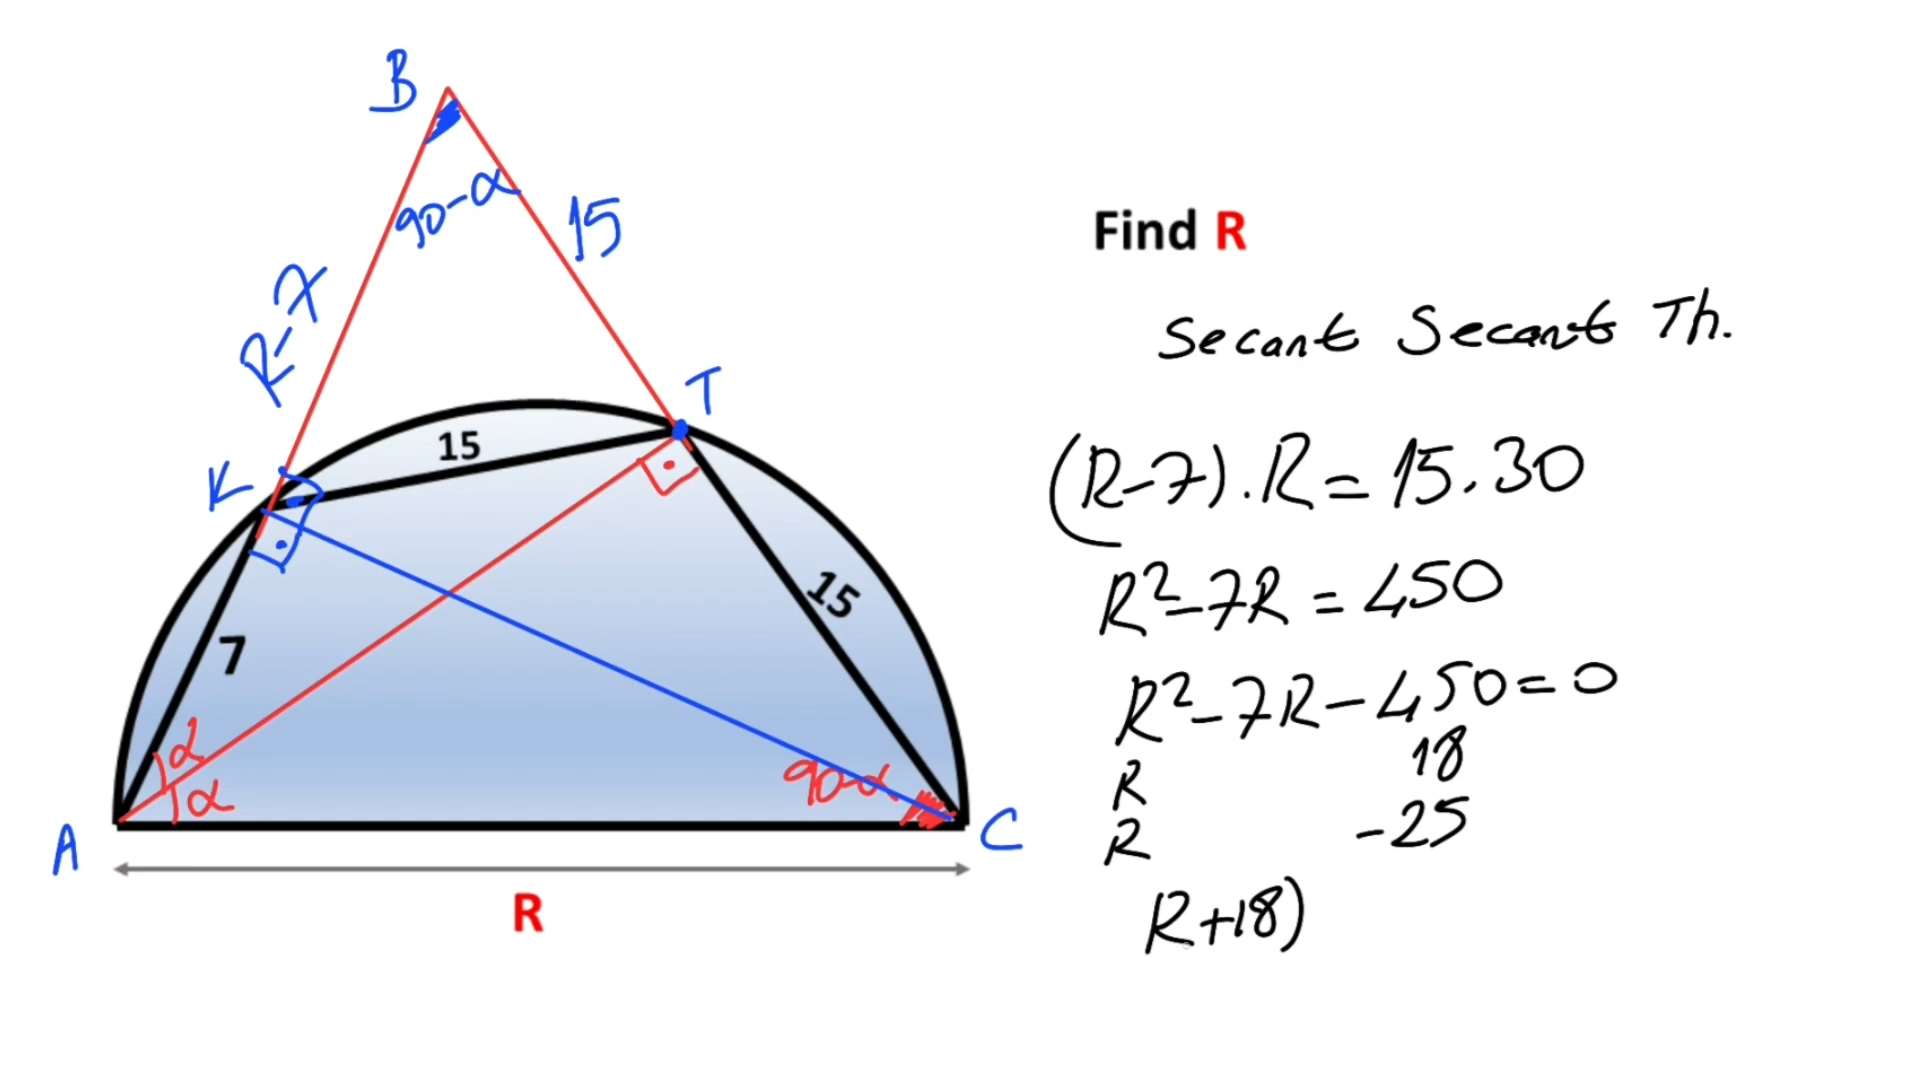 B
90-α
15
R-7
T
K
15
15
7
α
α
90-α
A
C
R
Find R
Secant Secant Th.
(R-7).R=15.30
R²-7R=450
R²-7R-450=0
R 18
R -25
R+18)